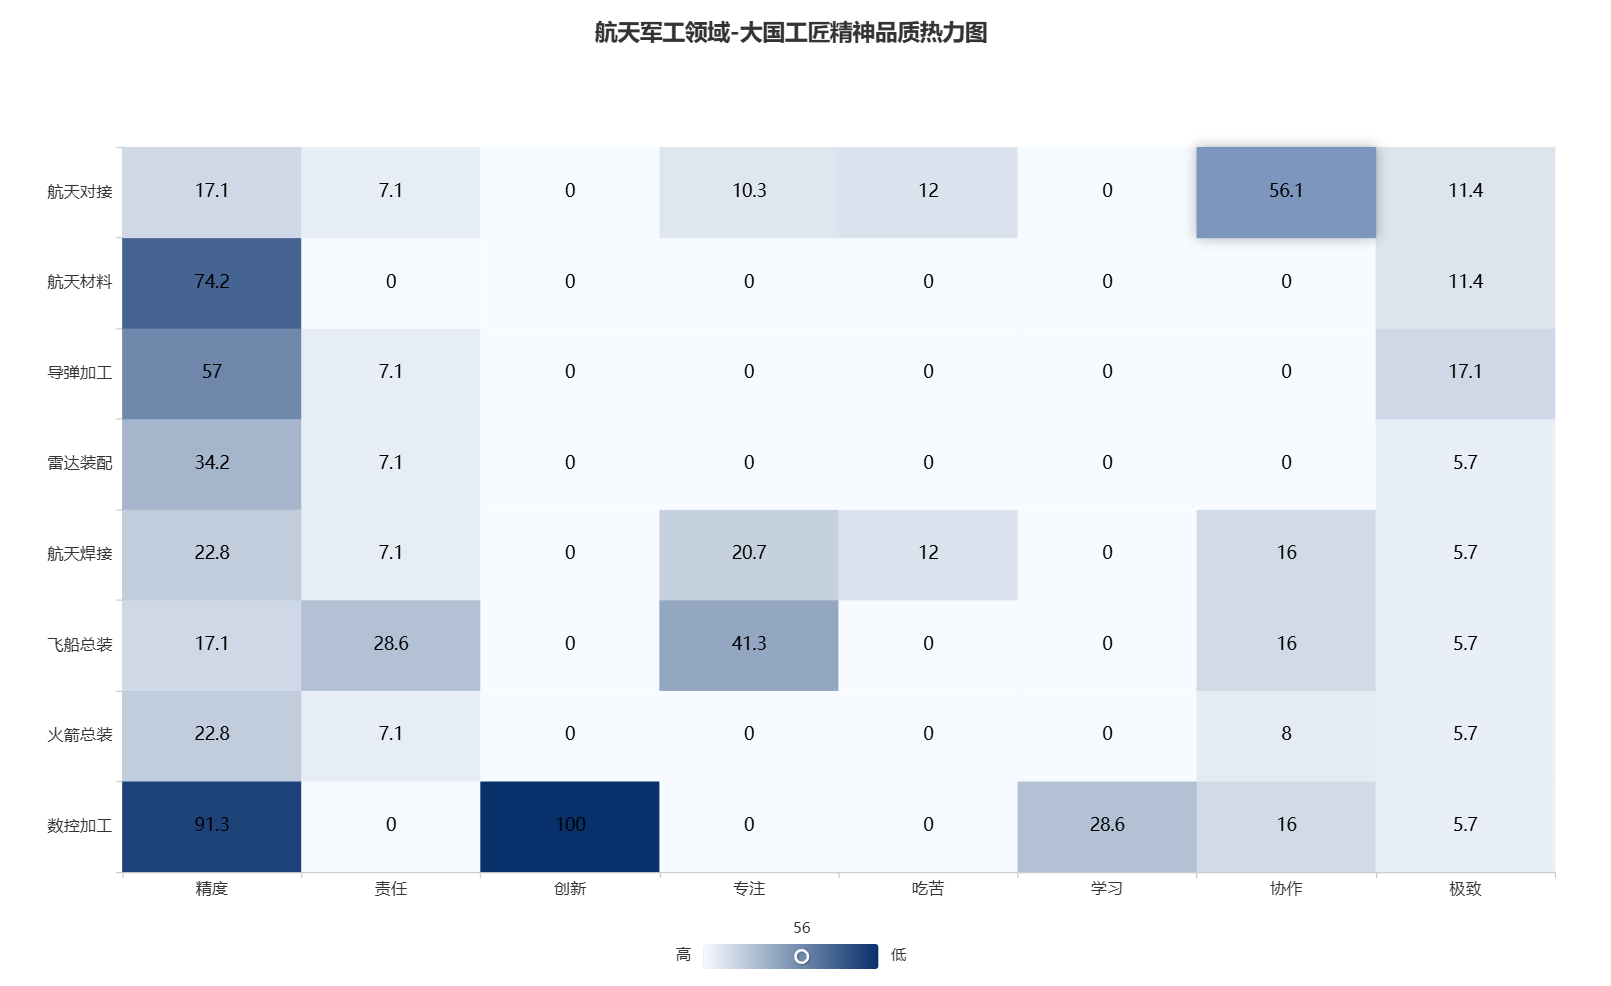 航天军工领域-大国工匠精神品质热力图
航天对接 17.1 7.1 0 10.3 12 0 56.1 11.4
航天材料 74.2 0 0 0 0 0 0 11.4
导弹加工 57 7.1 0 0 0 0 0 17.1
雷达装配 34.2 7.1 0 0 0 0 0 5.7
航天焊接 22.8 7.1 0 20.7 12 0 16 5.7
飞船总装 17.1 28.6 0 41.3 0 0 16 5.7
火箭总装 22.8 7.1 0 0 0 0 8 5.7
数控加工 91.3 0 100 0 0 28.6 16 5.7
精度 责任 创新 专注 吃苦 学习 协作 极致
56
高 低